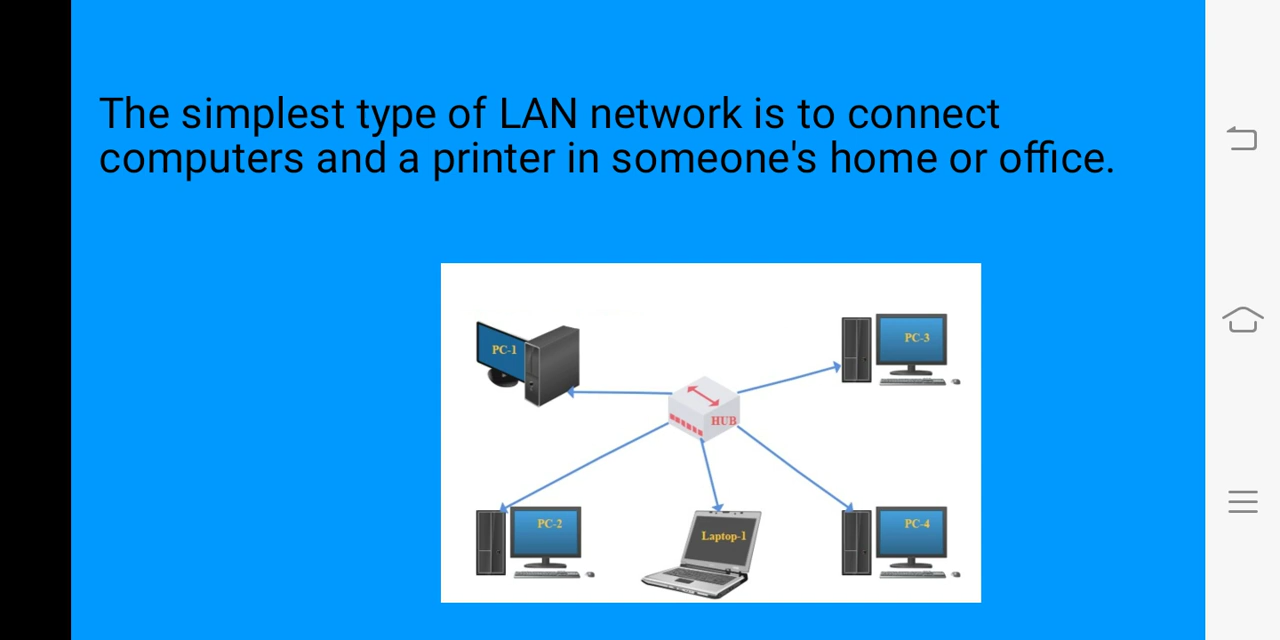 The simplest type of LAN network is to connect
computers and a printer in someone's home or office.
PC-1
PC-3
HUB
PC-2
Laptop-1
PC-4